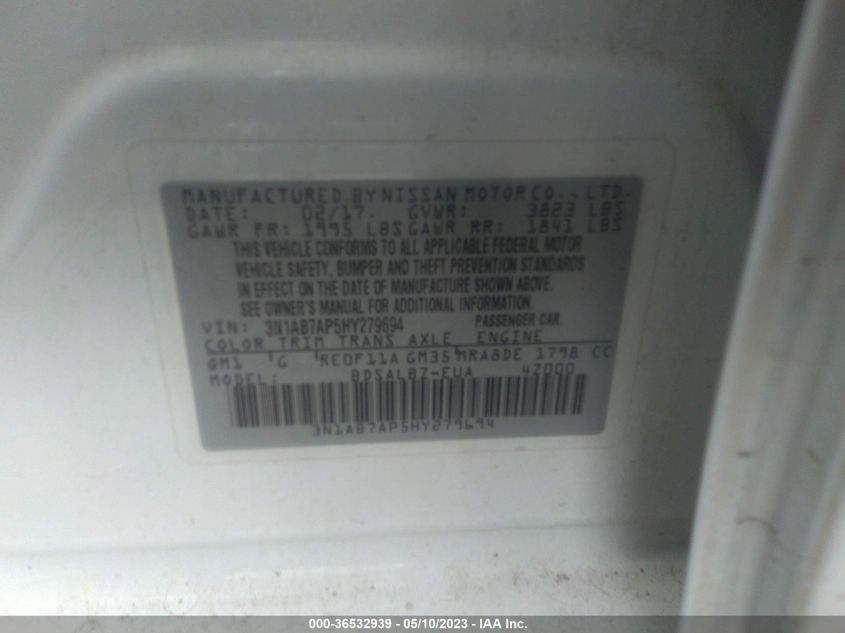 MANUFACTURED BY NISSAN MOTOR CO., LTD.
DATE: 02/17. GVWR: 3823 LBS
GAWR FR: 1995 LBS GAWR RR: 1841 LBS
THIS VEHICLE CONFORMS TO ALL APPLICABLE FEDERAL MOTOR
VEHICLE SAFETY, BUMPER AND THEFT PREVENTION STANDARDS
IN EFFECT ON THE DATE OF MANUFACTURE SHOWN ABOVE.
SEE OWNER'S MANUAL FOR ADDITIONAL INFORMATION.
VIN: 3N1AB7AP5HY279694 PASSENGER CAR
COLOR TRIM TRANS AXLE ENGINE
GM1 G RE0F11A GM35 MRA8DE 1798 CC
MODEL: BDSALBZ-EUA 4Z000
3N1AB7AP5HY279694
000-36532939 - 05/10/2023 - IAA Inc.